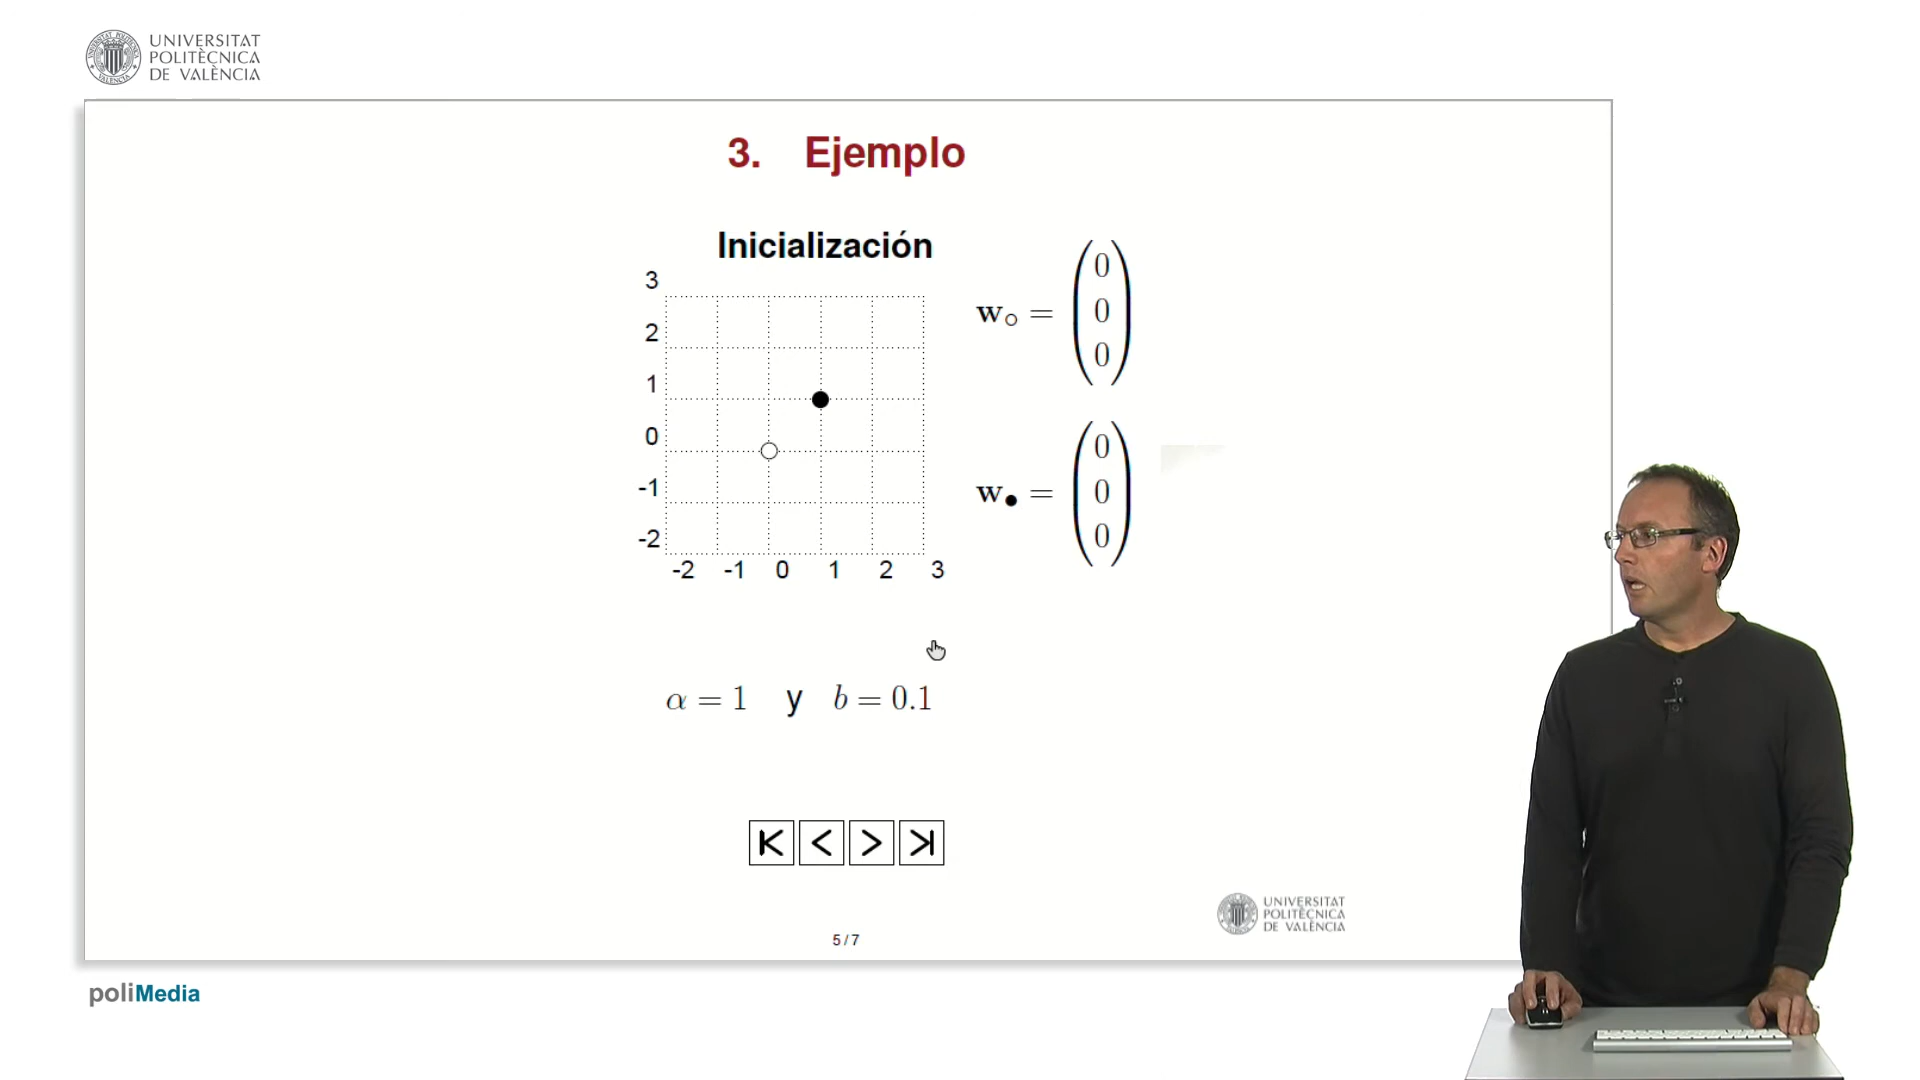 UNIVERSITAT
POLITÈCNICA
DE VALÈNCIA
3. Ejemplo
Inicialización
3
2
1
0
-1
-2
-2 -1 0 1 2 3
w○ = (0 0 0)
w● = (0 0 0)
α = 1 y b = 0.1
UNIVERSITAT
POLITÈCNICA
DE VALÈNCIA
5/7
poliMedia